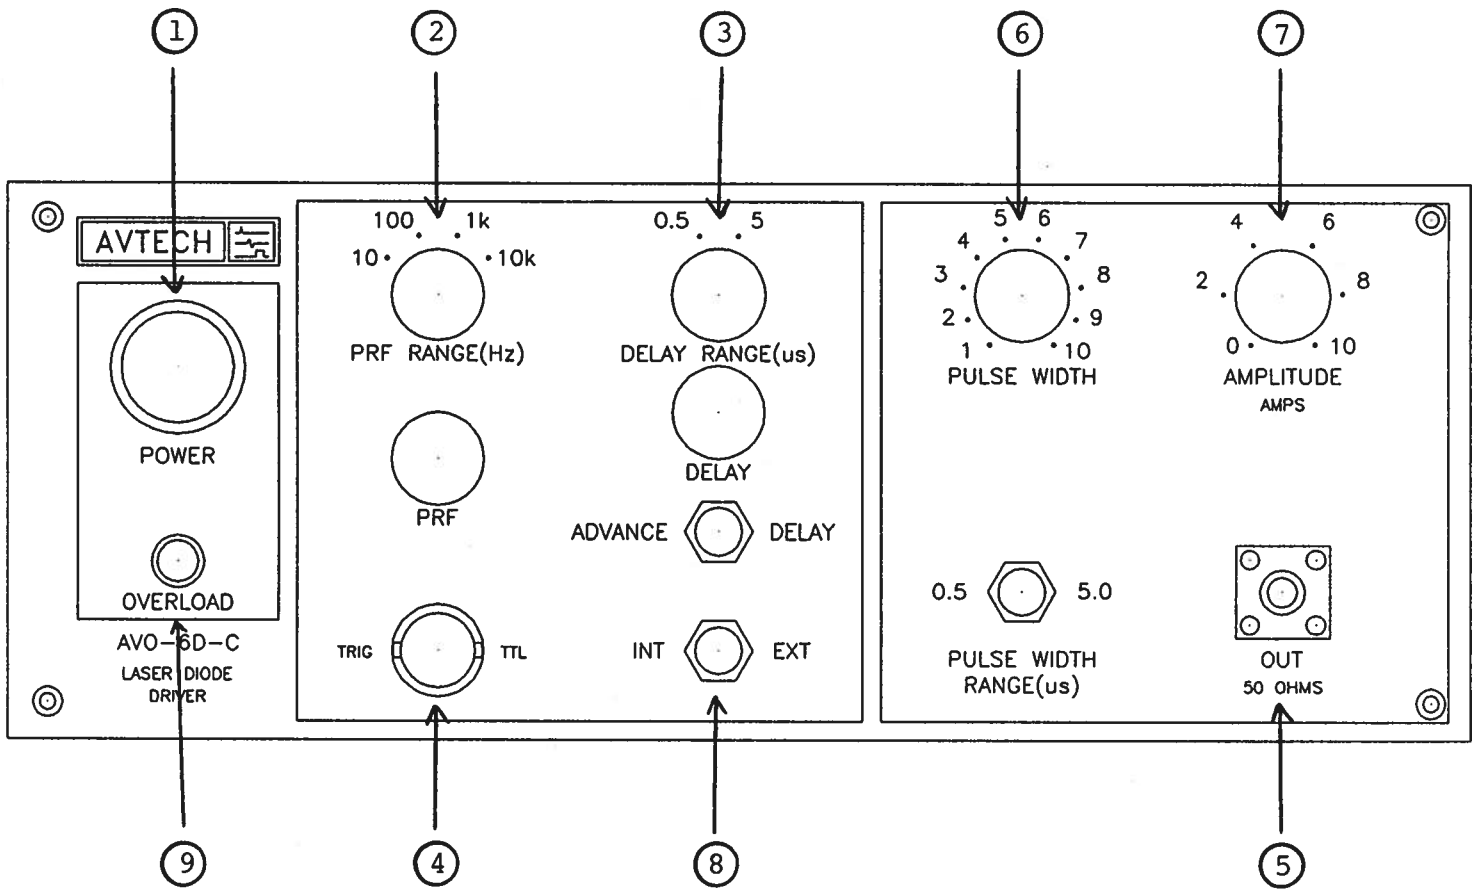 1
2
3
6
7
AVTECH
POWER
OVERLOAD
AVO-6D-C
LASER DIODE
DRIVER
10
100
1k
10k
PRF RANGE(Hz)
PRF
TRIG
TTL
0.5
5
DELAY RANGE(us)
DELAY
ADVANCE
DELAY
INT
EXT
1
2
3
4
5
6
7
8
9
10
PULSE WIDTH
0.5
5.0
PULSE WIDTH
RANGE(us)
0
2
4
6
8
10
AMPLITUDE
AMPS
OUT
50 OHMS
9
4
8
5